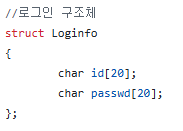 //로그인 구조체
struct Loginfo
{
        char id[20];
        char passwd[20];
};